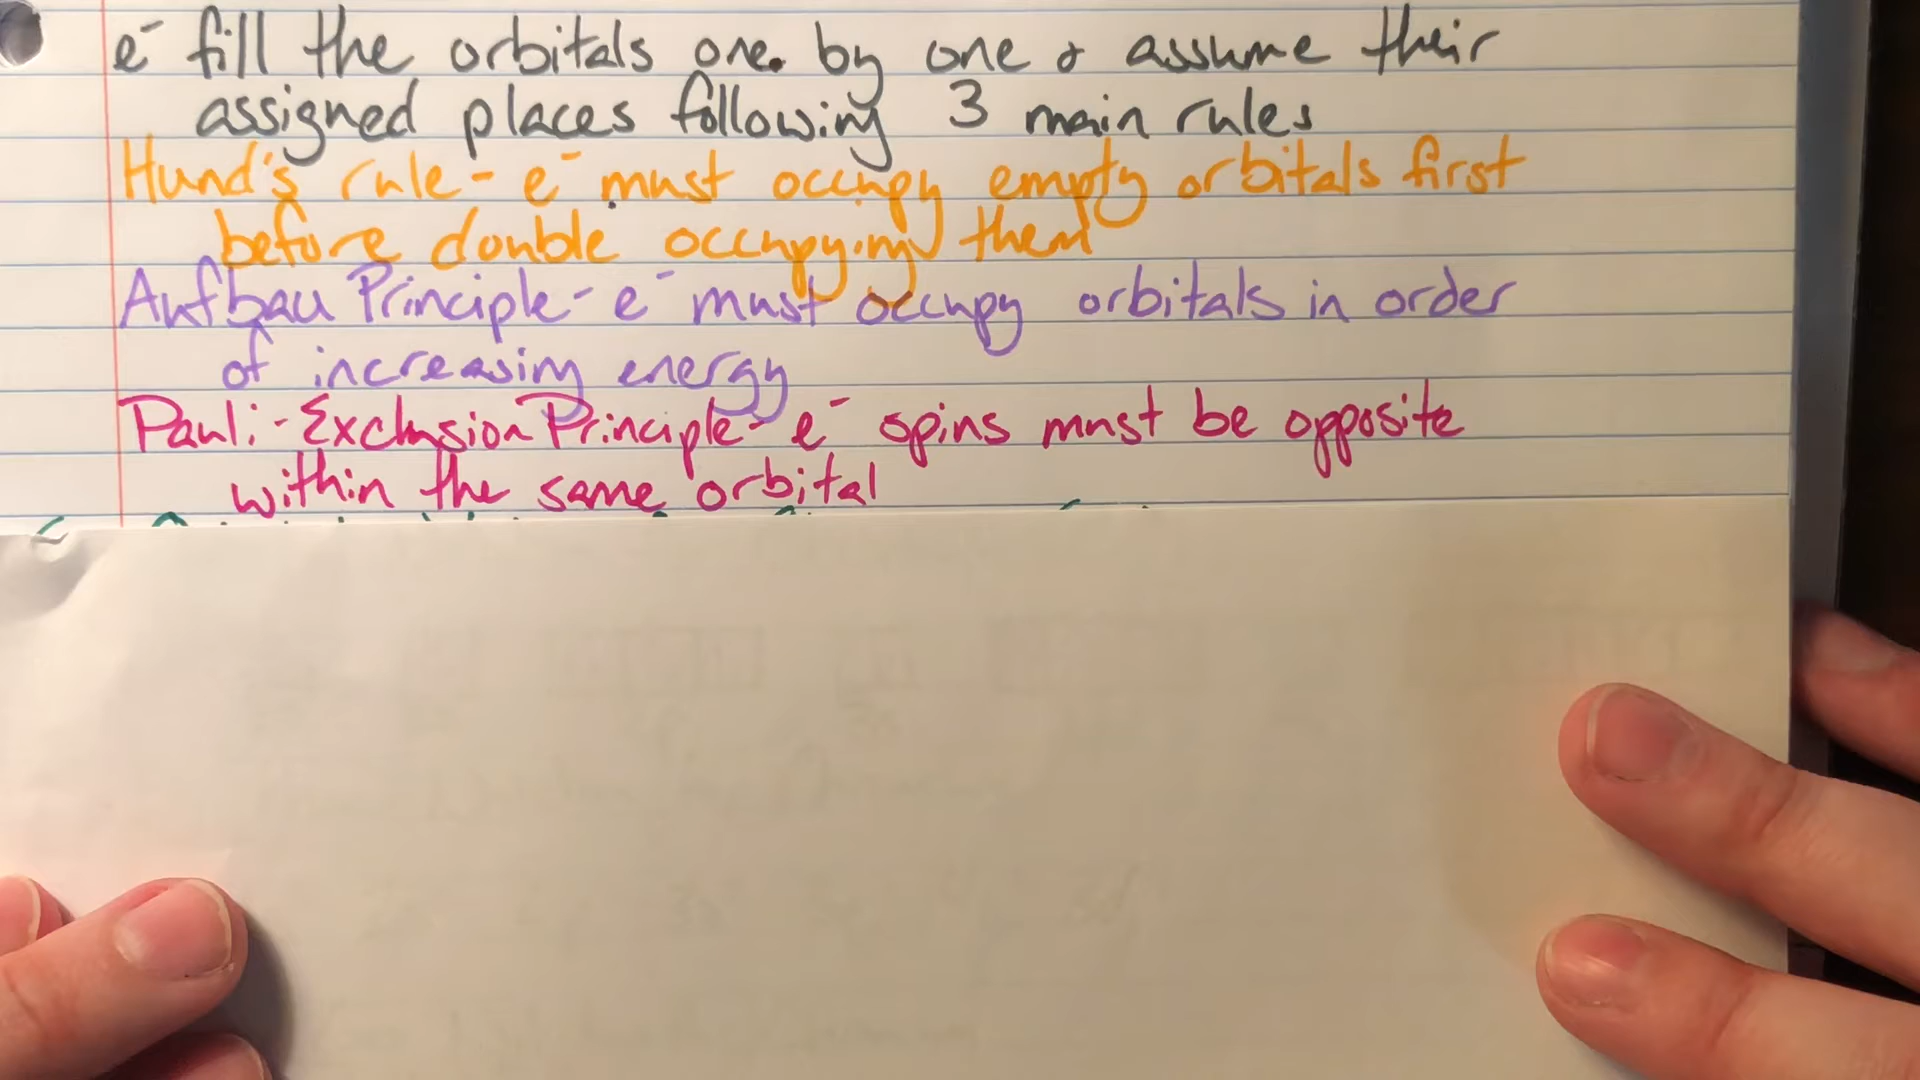 e⁻ fill the orbitals one by one & assume their
assigned places following 3 main rules
Hund's rule - e⁻ must occupy empty orbitals first
before double occupying them
Aufbau Principle - e⁻ must occupy orbitals in order
of increasing energy
Pauli - Exclusion Principle - e⁻ spins must be opposite
within the same orbital